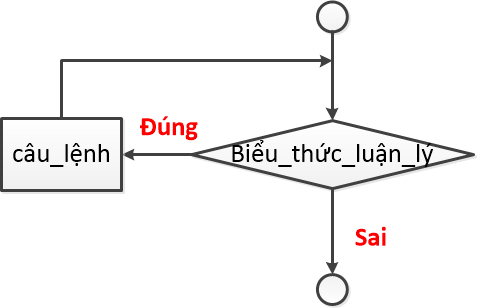 Đúng
câu_lệnh
Biểu_thức_luận_lý
Sai